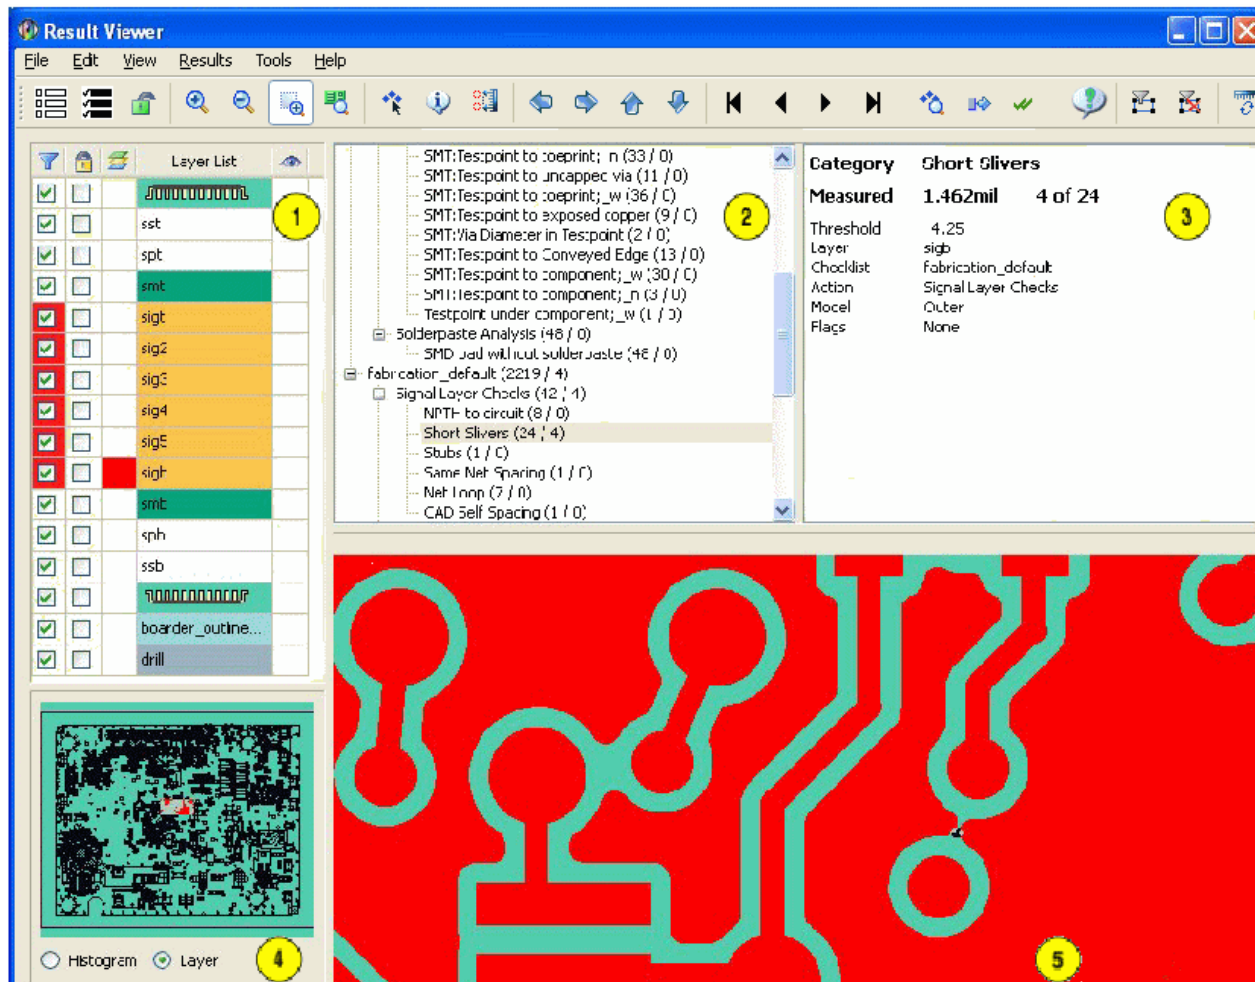 Result Viewer
File Edit View Results Tools Help
Layer List
1
sst
spt
smt
sigt
sig2
sig3
sig4
sig5
sigb
smb
spb
ssb
boarder_outline...
drill
SMT:Testpoint to toeprint;_n (33 / 0)
SMT:Testpoint to uncapped via (11 / 0)
SMT:Testpoint to toeprint;_w (36 / 0)
SMT:Testpoint to exposed copper (9 / 0)
SMT:Via Diameter in Testpoint (2 / 0)
SMT:Testpoint to Conveyed Edge (13 / 0)
SMT:Testpoint to component;_w (30 / 0)
SMT:Testpoint to component;_n (3 / 0)
Testpoint under component;_w (1 / 0)
Solderpaste Analysis (48 / 0)
SMD pad without solderpaste (48 / 0)
fabrication_default (2219 / 4)
Signal Layer Checks (42 / 4)
NPTH to circuit (8 / 0)
Short Slivers (24 / 4)
Stubs (1 / 0)
Same Net Spacing (1 / 0)
Net Loop (7 / 0)
CAD Self Spacing (1 / 0)
2
Category Short Slivers
Measured 1.462mil 4 of 24
Threshold 4.25
Layer sigb
Checklist fabrication_default
Action Signal Layer Checks
Model Outer
Flags None
3
Histogram Layer
4
5